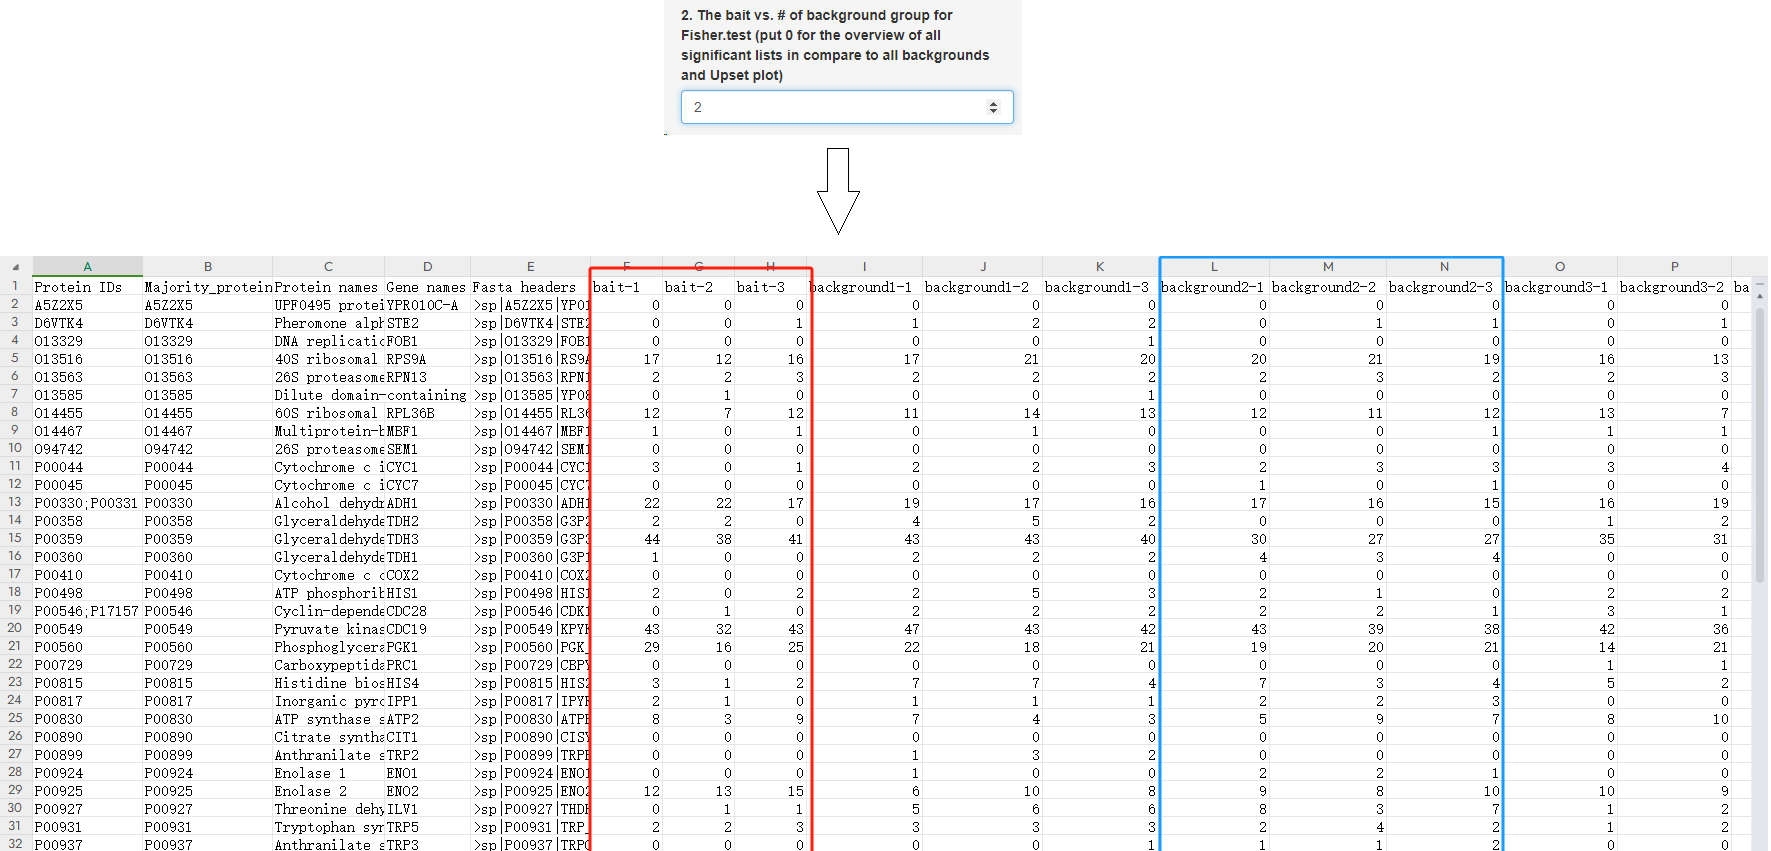 2. The bait vs. # of background group for
Fisher.test (put 0 for the overview of all
significant lists in compare to all backgrounds
and Upset plot)
2
A B C D E F G H I J K L M N O P
1 Protein IDs Majority_protein Protein names Gene names Fasta headers bait-1 bait-2 bait-3 background1-1 background1-2 background1-3 background2-1 background2-2 background2-3 background3-1 background3-2 ba
2 A5Z2X5 A5Z2X5 UPF0495 protei YPR010C-A >sp|A5Z2X5|YP01 0 0 0 0 0 0 0 0 0 0 0
3 D6VTK4 D6VTK4 Pheromone alph STE2 >sp|D6VTK4|STE2 0 0 1 1 2 2 0 1 1 0 1
4 O13329 O13329 DNA replicatic FOB1 >sp|O13329|FOB1 0 0 0 0 0 1 0 0 0 0 0
5 O13516 O13516 40S ribosomal RPS9A >sp|O13516|RS9A 17 12 16 17 21 20 20 21 19 16 13
6 O13563 O13563 26S proteasome RPN13 >sp|O13563|RPN1 2 2 3 2 2 2 2 3 2 2 3
7 O13585 O13585 Dilute domain-containing >sp|O13585|YP08 0 1 0 0 0 1 0 0 0 0 0
8 O14455 O14455 60S ribosomal RPL36B >sp|O14455|RL36 12 7 12 11 14 13 12 11 12 13 7
9 O14467 O14467 Multiprotein-b MBF1 >sp|O14467|MBF1 1 0 1 0 1 0 0 0 1 1 1
10 O94742 O94742 26S proteasome SEM1 >sp|O94742|SEM1 0 0 0 0 0 0 0 0 0 0 0
11 P00044 P00044 Cytochrome c i CYC1 >sp|P00044|CYC1 3 0 1 2 2 3 2 3 3 3 4
12 P00045 P00045 Cytochrome c i CYC7 >sp|P00045|CYC7 0 0 0 0 0 0 1 0 1 0 0
13 P00330;P00331 P00330 Alcohol dehydr ADH1 >sp|P00330|ADH1 22 22 17 19 17 16 17 16 15 16 19
14 P00358 P00358 Glyceraldehyde TDH2 >sp|P00358|G3P2 2 2 0 4 5 2 0 0 0 1 2
15 P00359 P00359 Glyceraldehyde TDH3 >sp|P00359|G3P3 44 38 41 43 43 40 30 27 27 35 31
16 P00360 P00360 Glyceraldehyde TDH1 >sp|P00360|G3P1 1 0 0 2 2 2 4 3 4 0 0
17 P00410 P00410 Cytochrome c o COX2 >sp|P00410|COX2 0 0 0 0 0 0 0 0 0 0 0
18 P00498 P00498 ATP phosphorib HIS1 >sp|P00498|HIS1 2 0 2 2 5 3 2 1 0 2 2
19 P00546;P17157 P00546 Cyclin-depende CDC28 >sp|P00546|CDK1 0 1 0 2 2 2 2 2 1 3 1
20 P00549 P00549 Pyruvate kinas CDC19 >sp|P00549|KPYK 43 32 43 47 43 42 43 39 38 42 36
21 P00560 P00560 Phosphoglycera PGK1 >sp|P00560|PGK_ 29 16 25 22 18 21 19 20 21 14 21
22 P00729 P00729 Carboxypeptida PRC1 >sp|P00729|CBPY 0 0 0 0 0 0 0 0 0 1 1
23 P00815 P00815 Histidine bios HIS4 >sp|P00815|HIS2 3 1 2 7 7 4 7 3 4 5 2
24 P00817 P00817 Inorganic pyro IPP1 >sp|P00817|IPYR 2 1 0 1 1 1 2 2 3 0 0
25 P00830 P00830 ATP synthase s ATP2 >sp|P00830|ATPB 8 3 9 7 4 3 5 9 7 8 10
26 P00890 P00890 Citrate syntha CIT1 >sp|P00890|CISY 0 0 0 0 0 0 0 0 0 0 0
27 P00899 P00899 Anthranilate s TRP2 >sp|P00899|TRPE 0 0 0 1 3 2 0 0 0 0 0
28 P00924 P00924 Enolase 1 ENO1 >sp|P00924|ENO1 0 0 0 1 0 0 2 2 1 0 0
29 P00925 P00925 Enolase 2 ENO2 >sp|P00925|ENO2 12 13 15 6 10 8 9 8 10 10 9
30 P00927 P00927 Threonine dehy ILV1 >sp|P00927|THDH 0 1 1 5 6 6 8 3 7 1 2
31 P00931 P00931 Tryptophan syn TRP5 >sp|P00931|TRP_ 2 2 3 3 3 3 2 4 2 1 2
32 P00937 P00937 Anthranilate s TRP3 >sp|P00937|TRPG 0 0 0 0 0 1 1 1 2 0 0